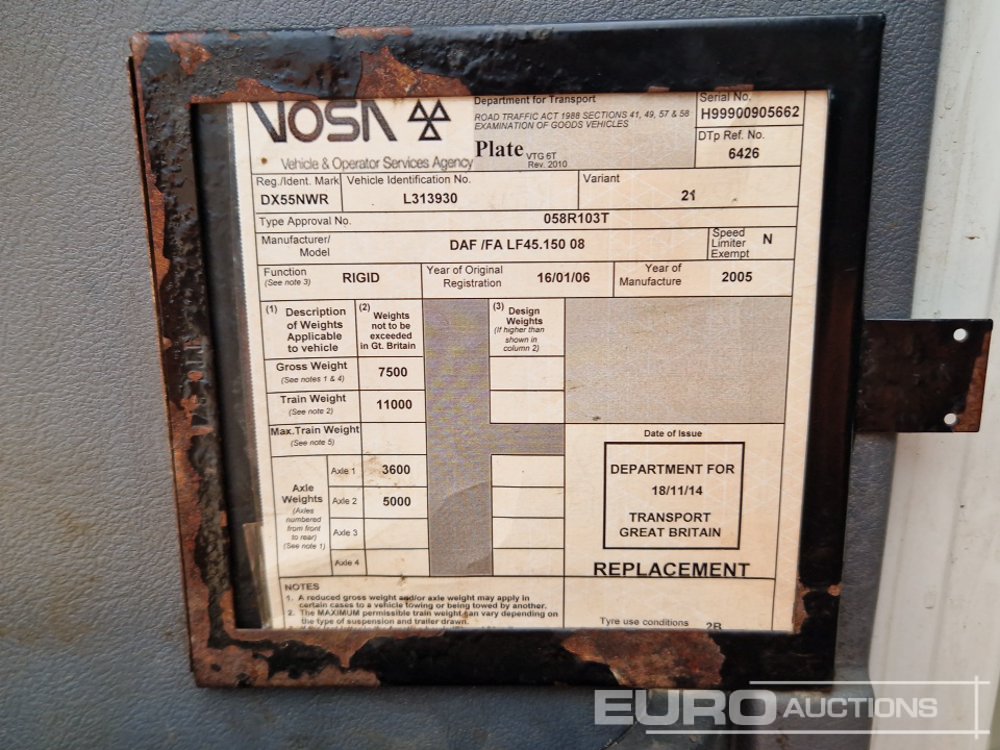 VOSA
Vehicle & Operator Services Agency
Department for Transport
ROAD TRAFFIC ACT 1988 SECTIONS 41, 49, 57 & 58
EXAMINATION OF GOODS VEHICLES
Plate VTG 6T
Rev. 2010
Serial No.
H99900905662
DTp Ref. No.
6426
Reg./Ident. Mark
DX55NWR
Vehicle Identification No.
L313930
Variant
21
Type Approval No.
058R103T
Manufacturer/
Model
DAF /FA LF45.150 08
Speed
Limiter
Exempt
N
Function
(See note 3)
RIGID
Year of Original
Registration
16/01/06
Year of
Manufacture
2005
(1) Description
of Weights
Applicable
to vehicle
(2) Weights
not to be
exceeded
in Gt. Britain
(3) Design
Weights
(If higher than
shown in
column 2)
Gross Weight
(See notes 1 & 4)
7500
Train Weight
(See note 2)
11000
Max.Train Weight
(See note 5)
Axle
Weights
(Axles
numbered
from front
to rear)
(See note 1)
Axle 1
3600
Axle 2
5000
Axle 3
Axle 4
Date of Issue
DEPARTMENT FOR
18/11/14
TRANSPORT
GREAT BRITAIN
REPLACEMENT
NOTES
1. A reduced gross weight and/or axle weight may apply in
certain cases to a vehicle towing or being towed by another.
2. The MAXIMUM permissible train weight can vary depending on
the type of suspension and trailer drawn.
Tyre use conditions
2B
EURO AUCTIONS